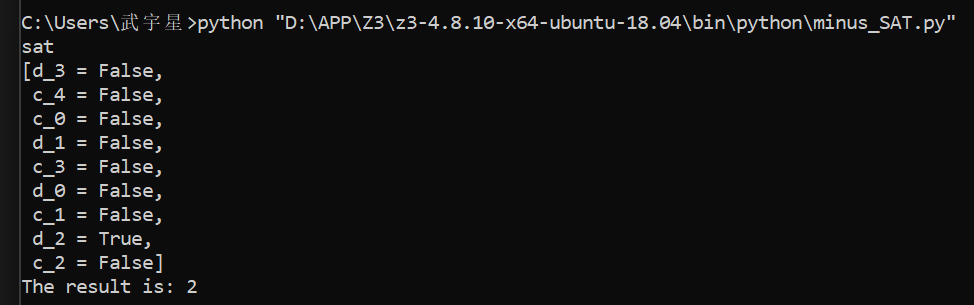 C:\Users\武宇星>python "D:\APP\Z3\z3-4.8.10-x64-ubuntu-18.04\bin\python\minus_SAT.py"
sat
[d_3 = False,
 c_4 = False,
 c_0 = False,
 d_1 = False,
 c_3 = False,
 d_0 = False,
 c_1 = False,
 d_2 = True,
 c_2 = False]
The result is: 2